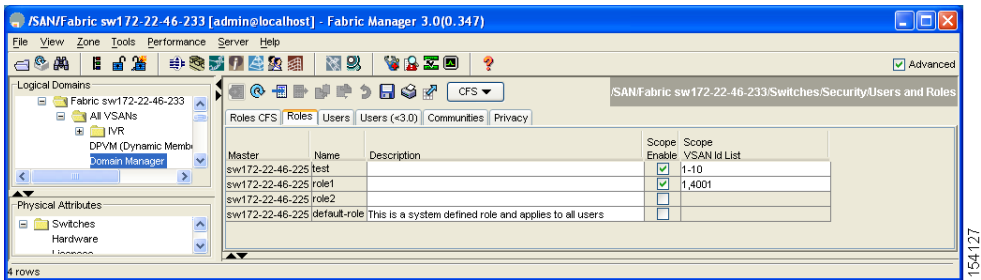 /SAN/Fabric sw172-22-46-233 [admin@localhost] - Fabric Manager 3.0(0.347)
File View Zone Tools Performance Server Help
Advanced
Logical Domains
Fabric sw172-22-46-233
All VSANs
IVR
DPVM (Dynamic Memb
Domain Manager
Physical Attributes
Switches
Hardware
CFS
/SAN/Fabric sw172-22-46-233/Switches/Security/Users and Roles
Roles CFS Roles Users Users (<3.0) Communities Privacy
Scope Scope
Master Name Description Enable VSAN Id List
sw172-22-46-225 test 1-10
sw172-22-46-225 role1 1,4001
sw172-22-46-225 role2
sw172-22-46-225 default-role This is a system defined role and applies to all users
4 rows
154127